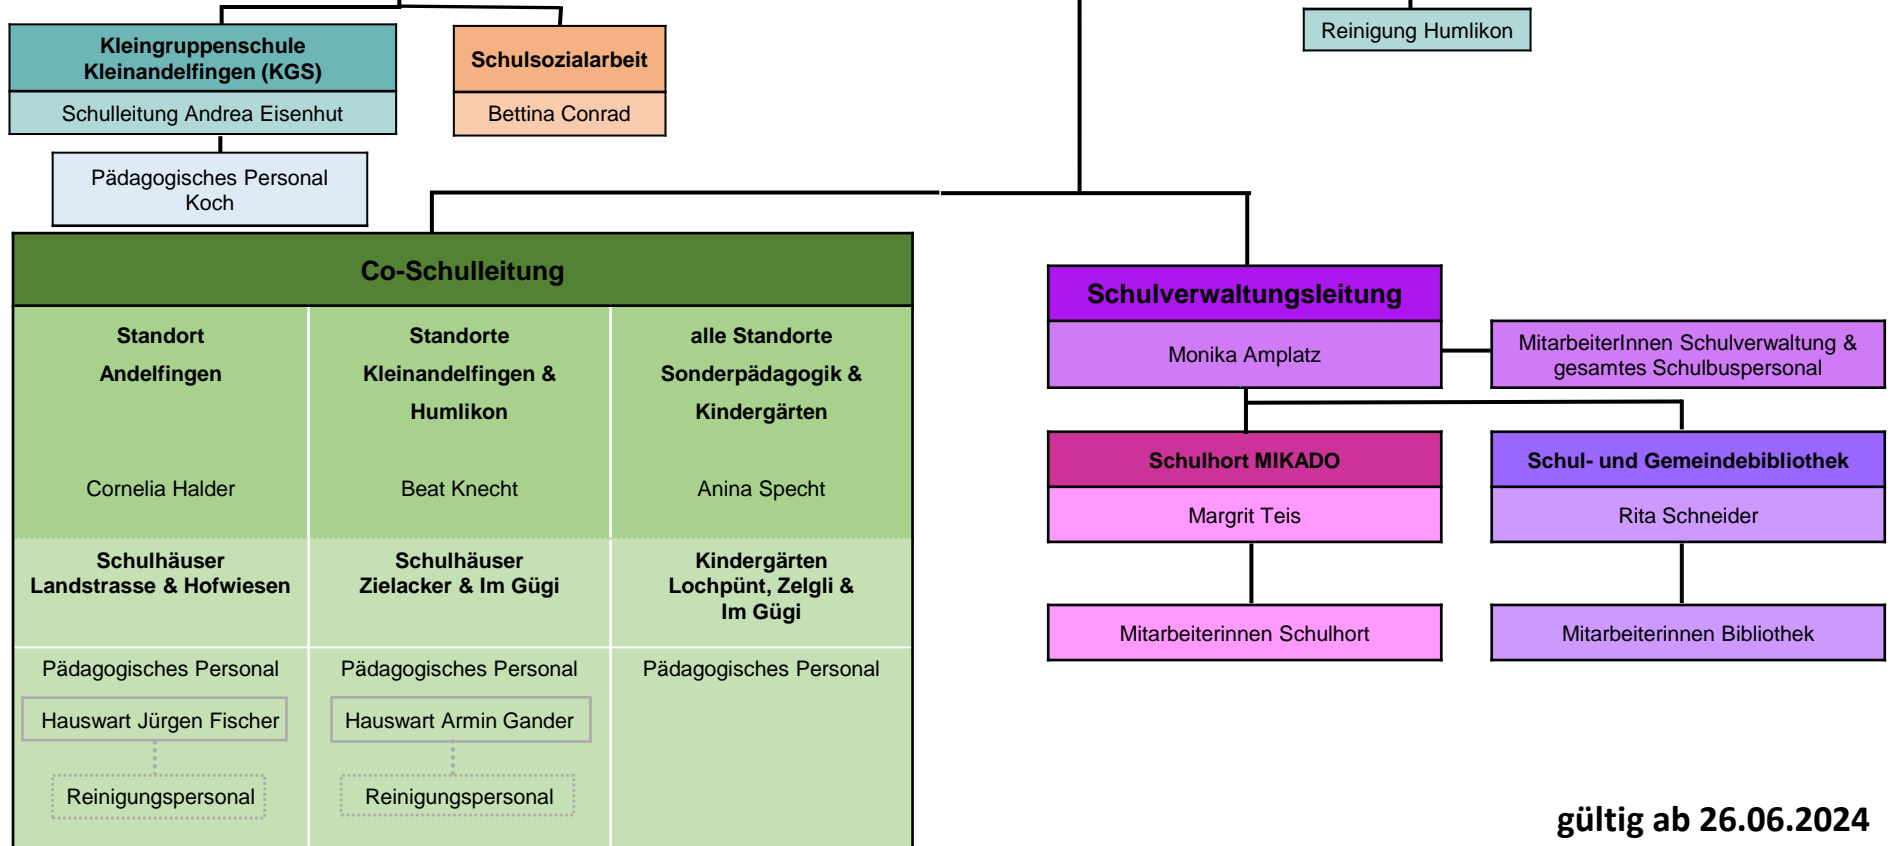 Kleingruppenschule
Kleinandelfingen (KGS)
Schulleitung Andrea Eisenhut
Pädagogisches Personal
Koch
Schulsozialarbeit
Bettina Conrad
Reinigung Humlikon
Co-Schulleitung
Standort
Andelfingen
Cornelia Halder
Schulhäuser
Landstrasse & Hofwiesen
Pädagogisches Personal
Hauswart Jürgen Fischer
Reinigungspersonal
Standorte
Kleinandelfingen &
Humlikon
Beat Knecht
Schulhäuser
Zielacker & Im Gügi
Pädagogisches Personal
Hauswart Armin Gander
Reinigungspersonal
alle Standorte
Sonderpädagogik &
Kindergärten
Anina Specht
Kindergärten
Lochpünt, Zelgli &
Im Gügi
Pädagogisches Personal
Schulverwaltungsleitung
Monika Amplatz
MitarbeiterInnen Schulverwaltung &
gesamtes Schulbuspersonal
Schulhort MIKADO
Margrit Teis
Mitarbeiterinnen Schulhort
Schul- und Gemeindebibliothek
Rita Schneider
Mitarbeiterinnen Bibliothek
gültig ab 26.06.2024